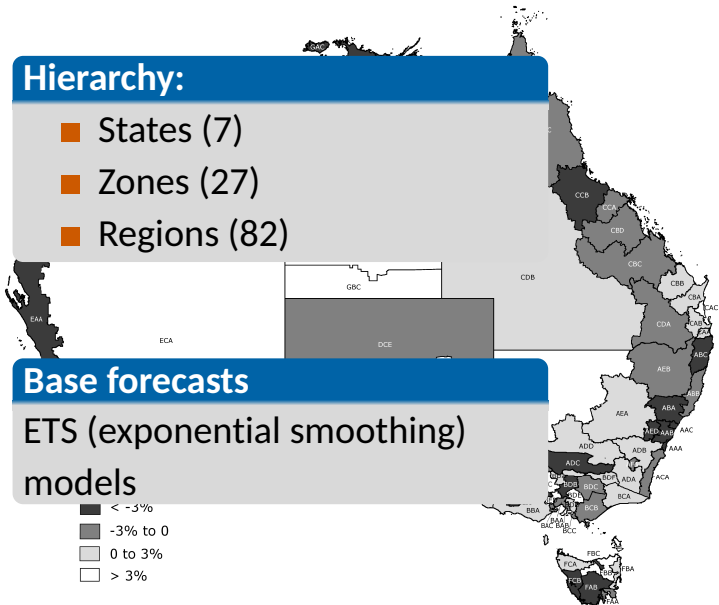 GAC
Hierarchy:
States (7)
Zones (27)
Regions (82)
CCB
CCA
CBD
CBC
CDB
GBC
CBB
CBA
CAC
EAA
CDA
CAB
ECA
DCE
ABC
AEB
Base forecasts
ABB
ABA
AEA
AED
AAB
AAC
ETS (exponential smoothing)
models
ADD
ADB
AAA
ADC
BDF
ADA
ACA
BDB
BDC
BDE
BCA
BCB
BBA
BAA
BAC
BAB
BCC
< -3%
-3% to 0
0 to 3%
> 3%
FBC
FCA
FBB
FBA
FCB
FAB
FAA